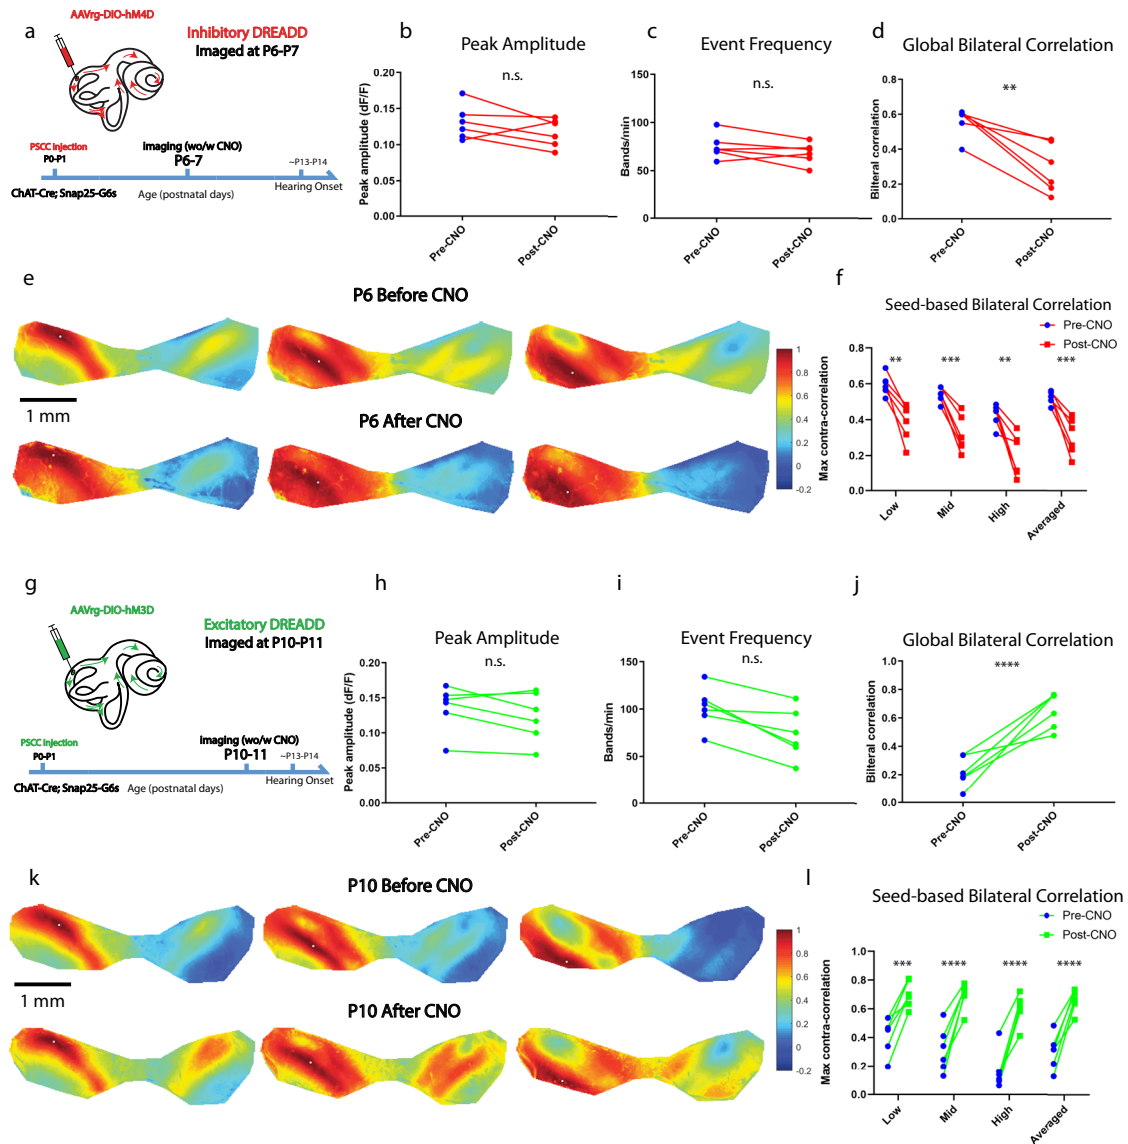 a
AAVrg-DIO-hM4D
Inhibitory DREADD
Imaged at P6-P7
PSCC injection
P0-P1
Imaging (wo/w CNO)
P6-7
~P13-P14
Hearing Onset
ChAT-Cre; Snap25-G6s
Age (postnatal days)
b
Peak Amplitude
n.s.
Peak amplitude (dF/F)
0.20
0.15
0.10
0.05
0.00
Pre-CNO
Post-CNO
c
Event Frequency
n.s.
Bands/min
150
100
50
0
Pre-CNO
Post-CNO
d
Global Bilateral Correlation
**
Bilteral correlation
0.8
0.6
0.4
0.2
0.0
Pre-CNO
Post-CNO
e
P6 Before CNO
1 mm
P6 After CNO
1
0.8
0.6
0.4
0.2
0
-0.2
f
Seed-based Bilateral Correlation
Pre-CNO
Post-CNO
** *** ** ***
Max contra-correlation
0.8
0.6
0.4
0.2
0.0
Low
Mid
High
Averaged
g
AAVrg-DIO-hM3D
Excitatory DREADD
Imaged at P10-P11
PSCC injection
P0-P1
imaging (wo/w CNO)
P10-11
~P13-P14
Hearing Onset
ChAT-Cre; Snap25-G6s
Age (postnatal days)
h
Peak Amplitude
n.s.
Peak amplitude (dF/F)
0.20
0.15
0.10
0.05
0.00
Pre-CNO
Post-CNO
i
Event Frequency
n.s.
Bands/min
150
100
50
0
Pre-CNO
Post-CNO
j
Global Bilateral Correlation
****
Bilteral correlation
1.0
0.8
0.6
0.4
0.2
0.0
Pre-CNO
Post-CNO
k
P10 Before CNO
1 mm
P10 After CNO
1
0.8
0.6
0.4
0.2
0
-0.2
l
Seed-based Bilateral Correlation
Pre-CNO
Post-CNO
*** **** **** ****
Max contra-correlation
1.0
0.8
0.6
0.4
0.2
0.0
Low
Mid
High
Averaged